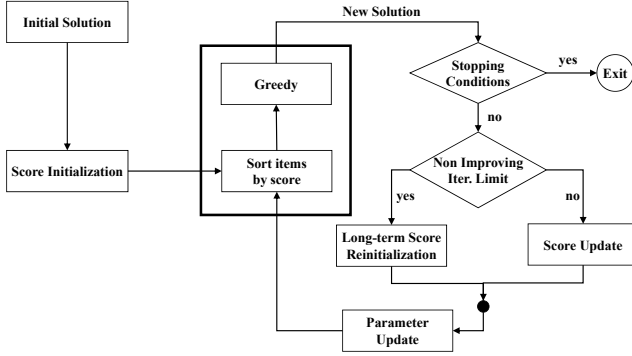 Initial Solution
New Solution
Greedy
Stopping
Conditions
yes
Exit
no
Score Initialization
Sort items
by score
Non Improving
Iter. Limit
yes
no
Long-term Score
Reinitialization
Score Update
Parameter
Update